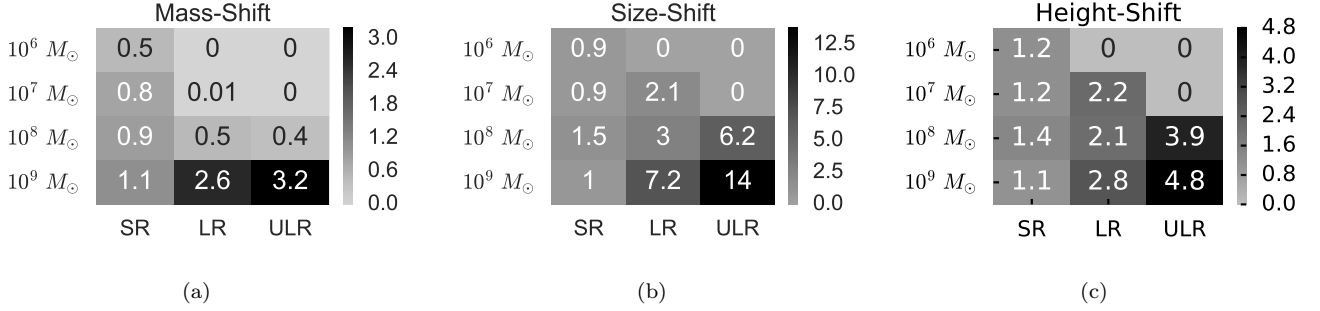 Mass-Shift
10^6 M_⊙ 0.5 0 0
10^7 M_⊙ 0.8 0.01 0
10^8 M_⊙ 0.9 0.5 0.4
10^9 M_⊙ 1.1 2.6 3.2
SR LR ULR
3.0
2.4
1.8
1.2
0.6
0.0
(a)
Size-Shift
10^6 M_⊙ 0.9 0 0
10^7 M_⊙ 0.9 2.1 0
10^8 M_⊙ 1.5 3 6.2
10^9 M_⊙ 1 7.2 14
SR LR ULR
12.5
10.0
7.5
5.0
2.5
0.0
(b)
Height-Shift
10^6 M_⊙ 1.2 0 0
10^7 M_⊙ 1.2 2.2 0
10^8 M_⊙ 1.4 2.1 3.9
10^9 M_⊙ 1.1 2.8 4.8
SR LR ULR
4.8
4.0
3.2
2.4
1.6
0.8
0.0
(c)